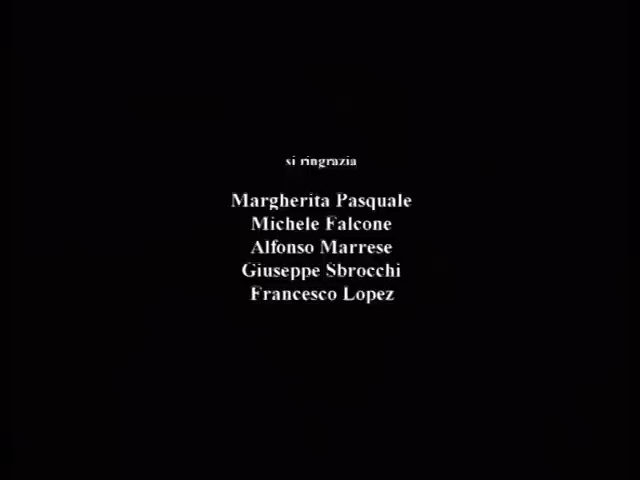 si ringrazia
Margherita Pasquale
Michele Falcone
Alfonso Marrese
Giuseppe Sbrocchi
Francesco Lopez